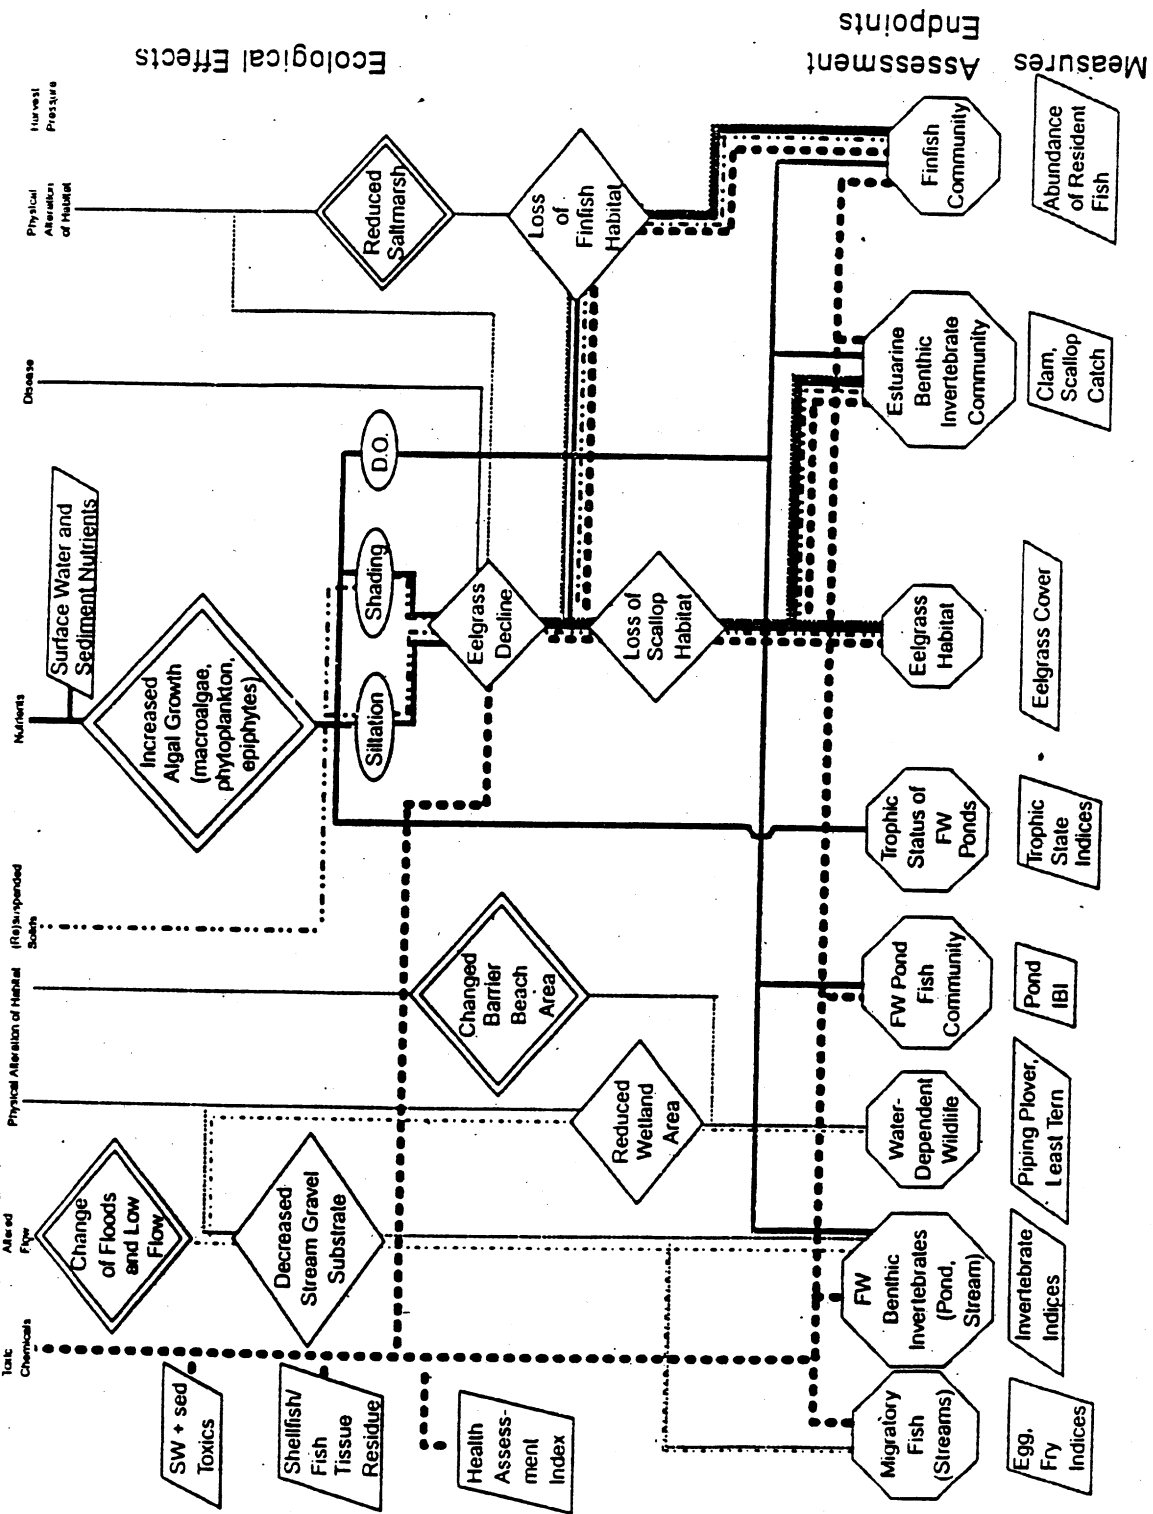 Toxic
Chemicals
Altered
Flow
Physical Alteration of Habitat
(Re)suspended
Solids
Nutrients
Disease
Physical
Alteration
of Habitat
Harvest
Pressure
SW + sed
Toxics
Shellfish/
Fish
Tissue
Residue
Health
Assess-
ment
Index
Change
of Floods
and Low
Flow
Decreased
Stream Gravel
Substrate
Reduced
Wetland
Area
Changed
Barrier
Beach
Area
Surface Water and
Sediment Nutrients
Increased
Algal Growth
(macroalgae,
phytoplankton,
epiphytes)
Siltation
Shading
D.O.
Eelgrass
Decline
Loss of
Scallop
Habitat
Reduced
Saltmarsh
Loss
of
Finfish
Habitat
Ecological Effects
Migratory
Fish
(Streams)
FW
Benthic
Invertebrates
(Pond,
Stream)
Water-
Dependent
Wildlife
FW Pond
Fish
Community
Trophic
Status of
FW
Ponds
Eelgrass
Habitat
Estuarine
Benthic
Invertebrate
Community
Finfish
Community
Assessment
Endpoints
Egg,
Fry
Indices
Invertebrate
Indices
Piping Plover,
Least Tern
Pond
IBI
Trophic
State
Indices
Eelgrass Cover
Clam,
Scallop
Catch
Abundance
of Resident
Fish
Measures